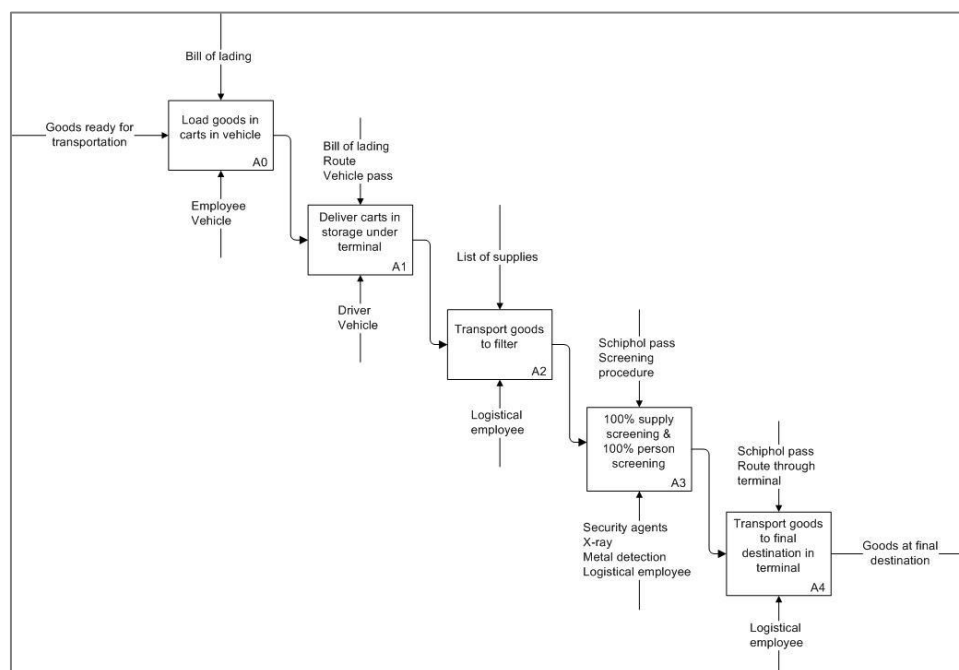 Bill of lading
Goods ready for
transportation
Load goods in
carts in vehicle
A0
Employee
Vehicle
Bill of lading
Route
Vehicle pass
Deliver carts in
storage under
terminal
A1
Driver
Vehicle
List of supplies
Transport goods
to filter
A2
Logistical
employee
Schiphol pass
Screening
procedure
100% supply
screening &
100% person
screening
A3
Security agents
X-ray
Metal detection
Logistical employee
Schiphol pass
Route through
terminal
Transport goods
to final
destination in
terminal
A4
Goods at final
destination
Logistical
employee